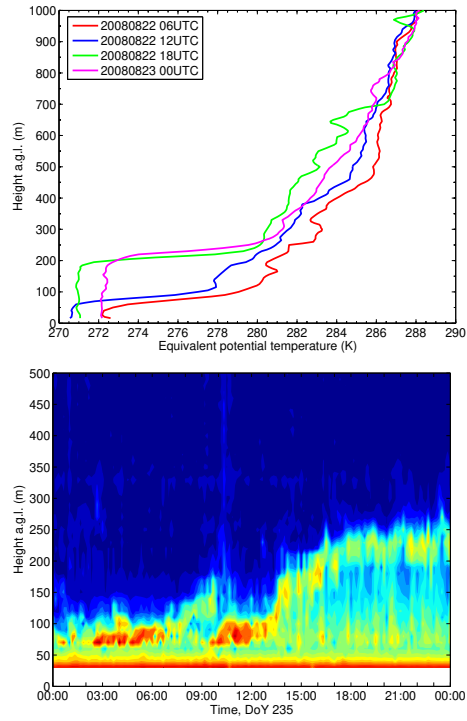 1000
900
800
700
600
500
400
300
200
100
0
Height a.g.l. (m)
20080822 06UTC
20080822 12UTC
20080822 18UTC
20080823 00UTC
270 272 274 276 278 280 282 284 286 288 290
Equivalent potential temperature (K)
500
450
400
350
300
250
200
150
100
50
0
Height a.g.l. (m)
00:00 03:00 06:00 09:00 12:00 15:00 18:00 21:00 00:00
Time, DoY 235